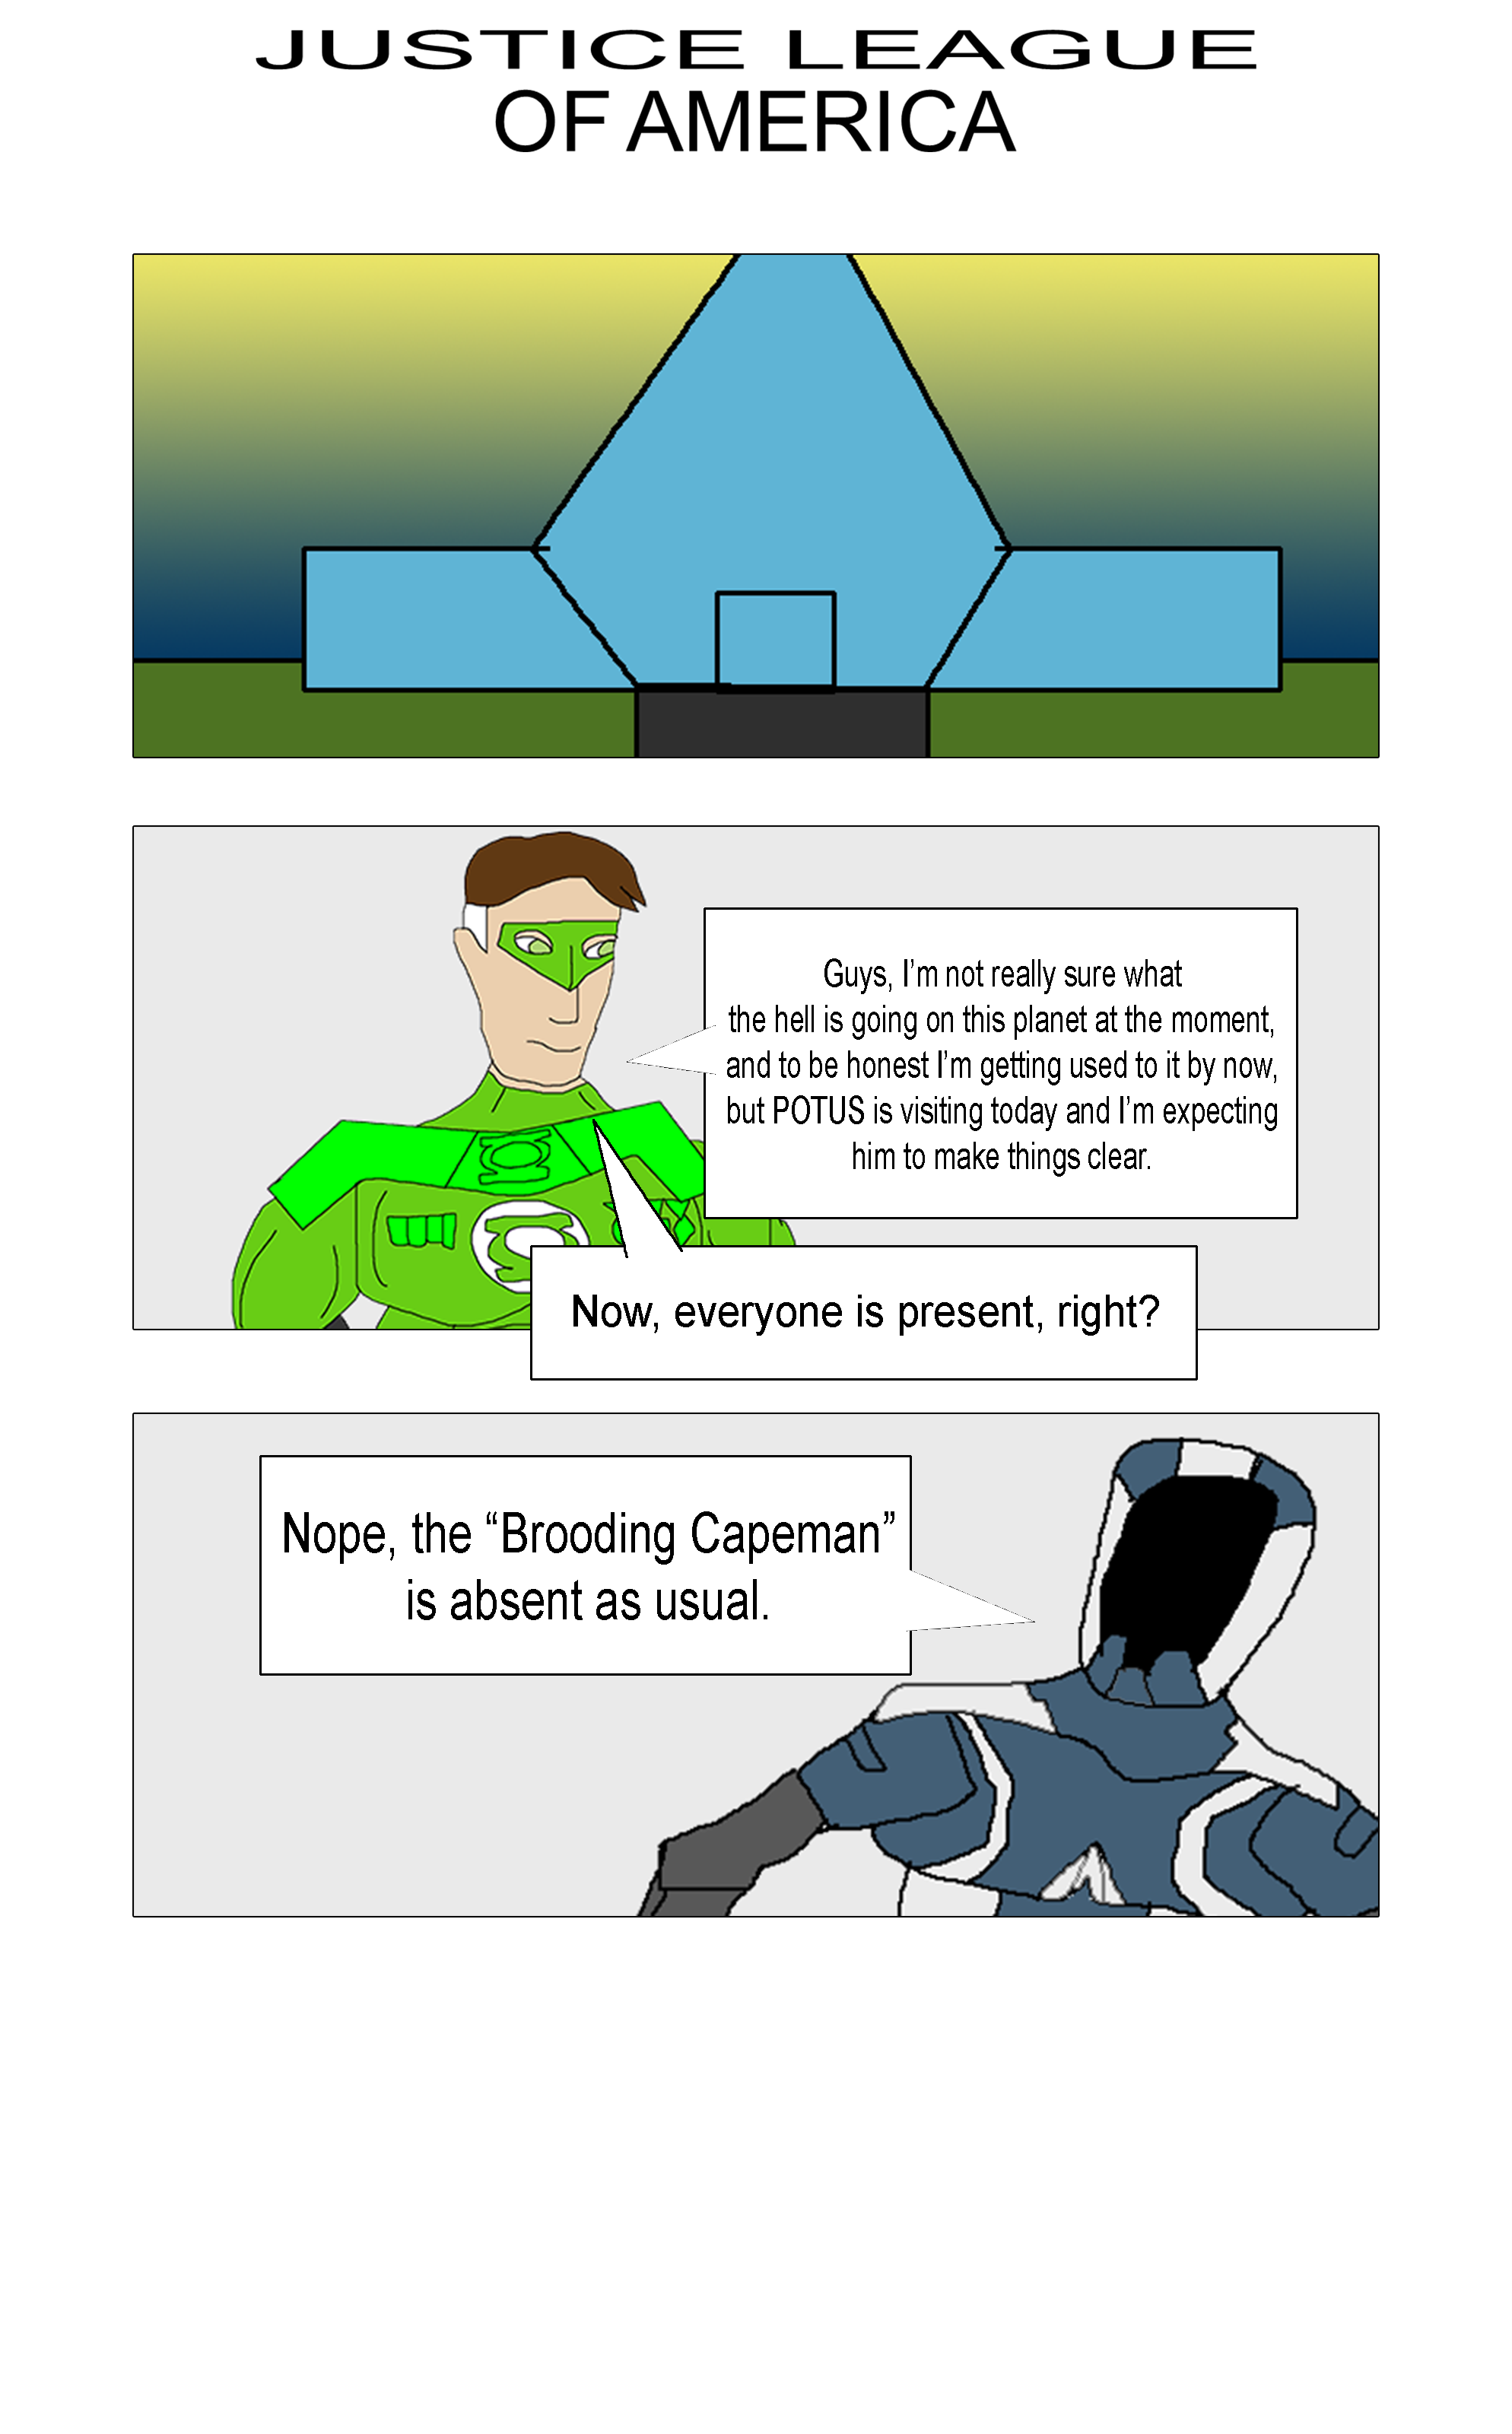 JUSTICE LEAGUE
OF AMERICA
Guys, I'm not really sure what
the hell is going on this planet at the moment,
and to be honest I'm getting used to it by now,
but POTUS is visiting today and I'm expecting
him to make things clear.
Now, everyone is present, right?
Nope, the “Brooding Capeman”
is absent as usual.